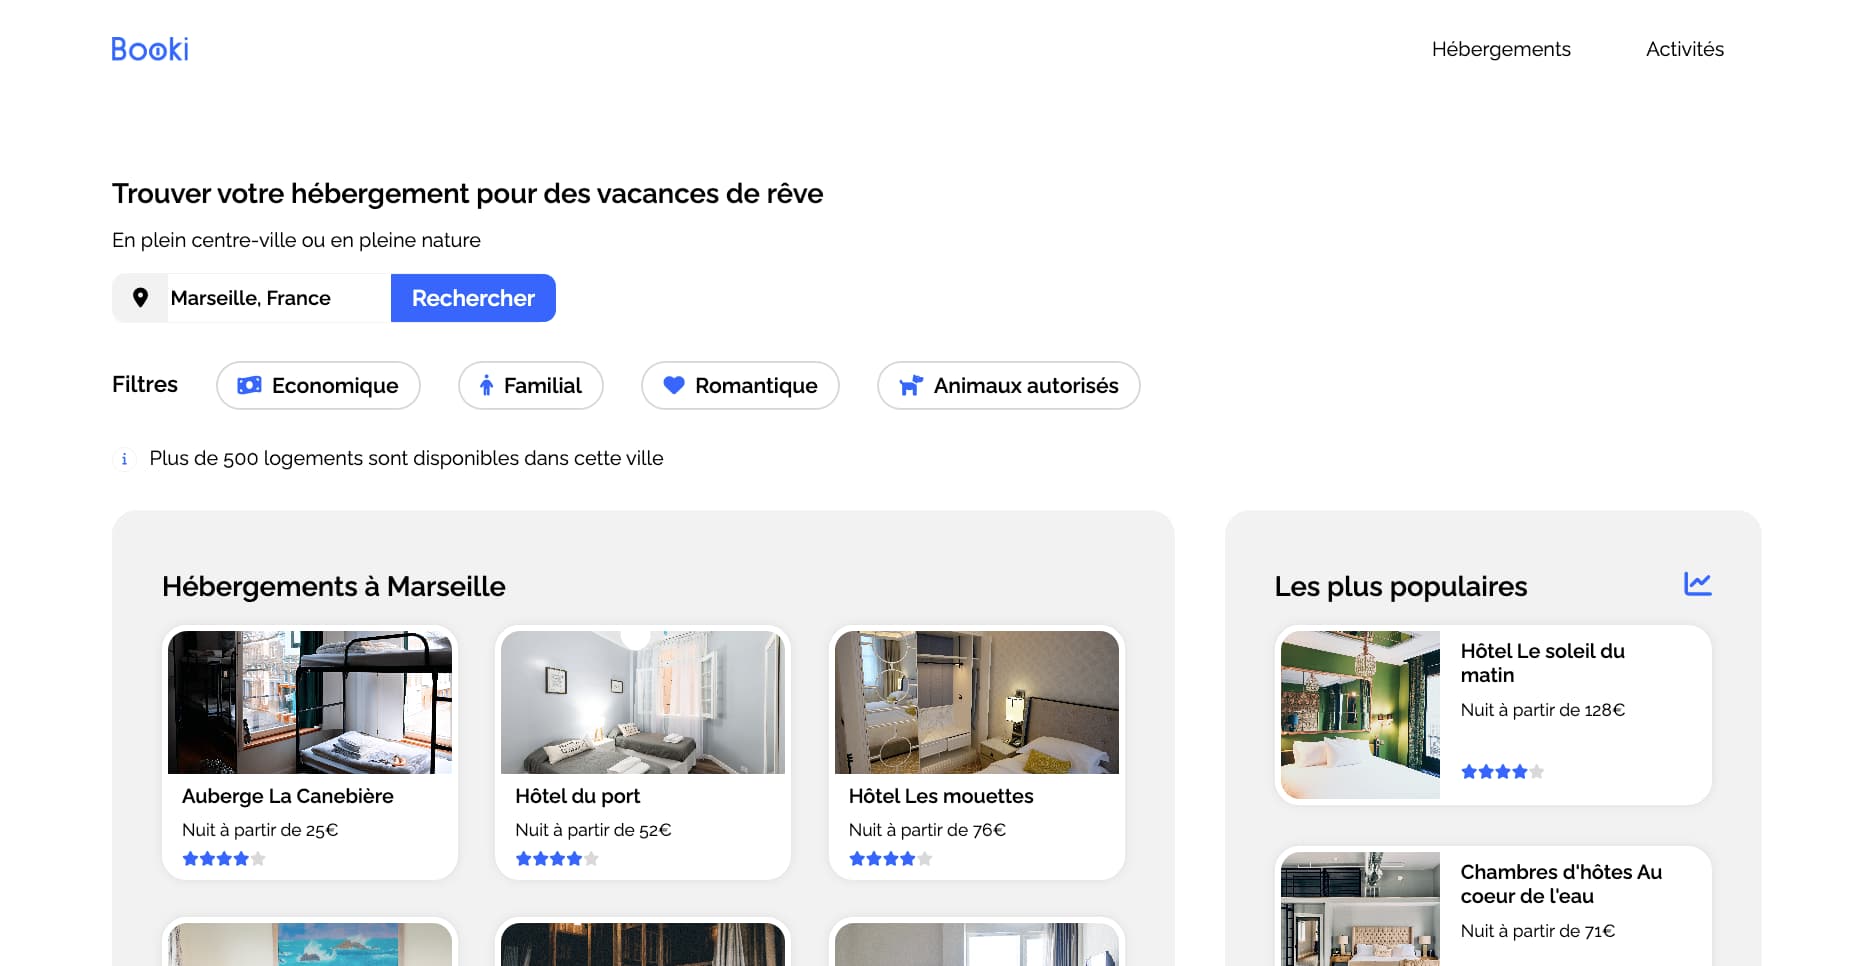 Booki
Hébergements
Activités
Trouver votre hébergement pour des vacances de rêve
En plein centre-ville ou en pleine nature
Marseille, France
Rechercher
Filtres
Economique
Familial
Romantique
Animaux autorisés
i
Plus de 500 logements sont disponibles dans cette ville
Hébergements à Marseille
Auberge La Canebière
Nuit à partir de 25€
Hôtel du port
Nuit à partir de 52€
Hôtel Les mouettes
Nuit à partir de 76€
Les plus populaires
Hôtel Le soleil du
matin
Nuit à partir de 128€
Chambres d'hôtes Au
coeur de l'eau
Nuit à partir de 71€